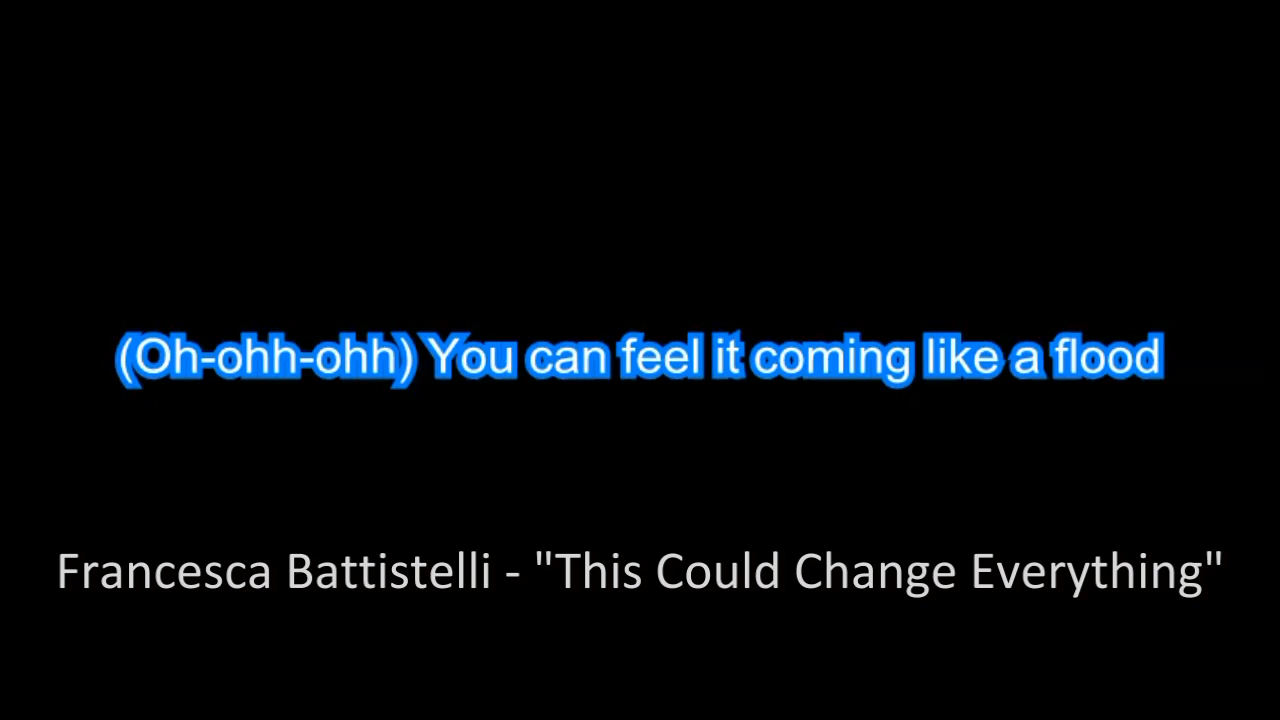 (Oh-ohh-ohh) You can feel it coming like a flood
Francesca Battistelli - "This Could Change Everything"